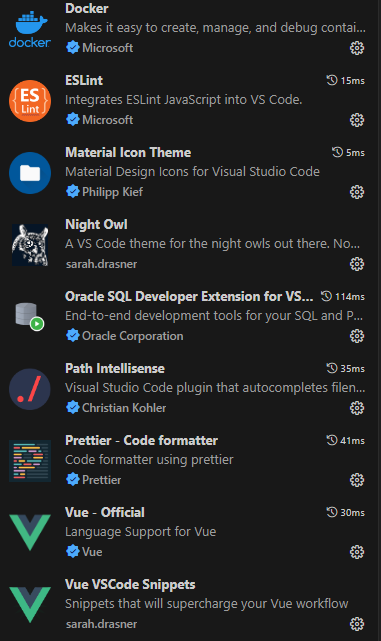 Docker
Makes it easy to create, manage, and debug contai...
docker
Microsoft
ESLint 15ms
ES
Lint
Integrates ESLint JavaScript into VS Code.
Microsoft
Material Icon Theme 5ms
Material Design Icons for Visual Studio Code
Philipp Kief
Night Owl
A VS Code theme for the night owls out there. No...
sarah.drasner
Oracle SQL Developer Extension for VS... 114ms
End-to-end development tools for your SQL and P...
Oracle Corporation
Path Intellisense 35ms
./
Visual Studio Code plugin that autocompletes filen...
Christian Kohler
Prettier - Code formatter 41ms
Code formatter using prettier
Prettier
Vue - Official 30ms
Language Support for Vue
Vue
Vue VSCode Snippets
Snippets that will supercharge your Vue workflow
sarah.drasner